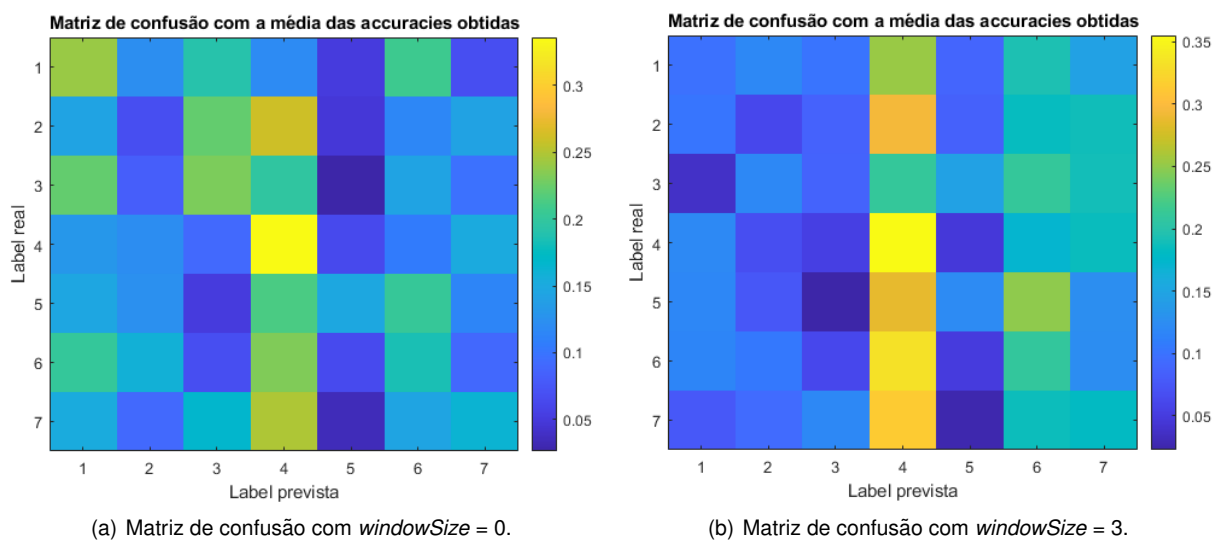 Matriz de confusão com a média das accuracies obtidas
1
2
3
4
5
6
7
Label real
1 2 3 4 5 6 7
Label prevista
0.3
0.25
0.2
0.15
0.1
0.05
(a) Matriz de confusão com windowSize = 0.
Matriz de confusão com a média das accuracies obtidas
1
2
3
4
5
6
7
Label real
1 2 3 4 5 6 7
Label prevista
0.35
0.3
0.25
0.2
0.15
0.1
0.05
(b) Matriz de confusão com windowSize = 3.